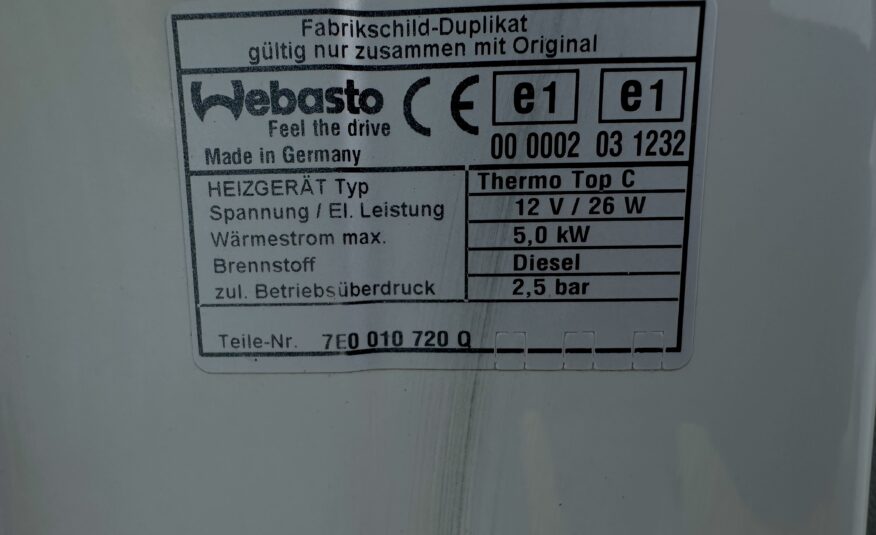 Fabrikschild-Duplikat
gültig nur zusammen mit Original
Webasto CE e1 e1
Feel the drive
Made in Germany 00 0002 03 1232
HEIZGERÄT Typ Thermo Top C
Spannung / El. Leistung 12 V / 26 W
Wärmestrom max. 5,0 kW
Brennstoff Diesel
zul. Betriebsüberdruck 2,5 bar
Teile-Nr. 7E0 010 720 Q